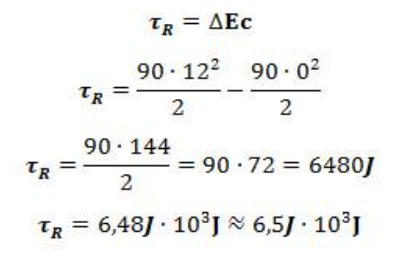 τ_R = ΔEc
τ_R = (90 · 12²)/2 − (90 · 0²)/2
τ_R = (90 · 144)/2 = 90 · 72 = 6480J
τ_R = 6,48J · 10³J ≈ 6,5J · 10³J